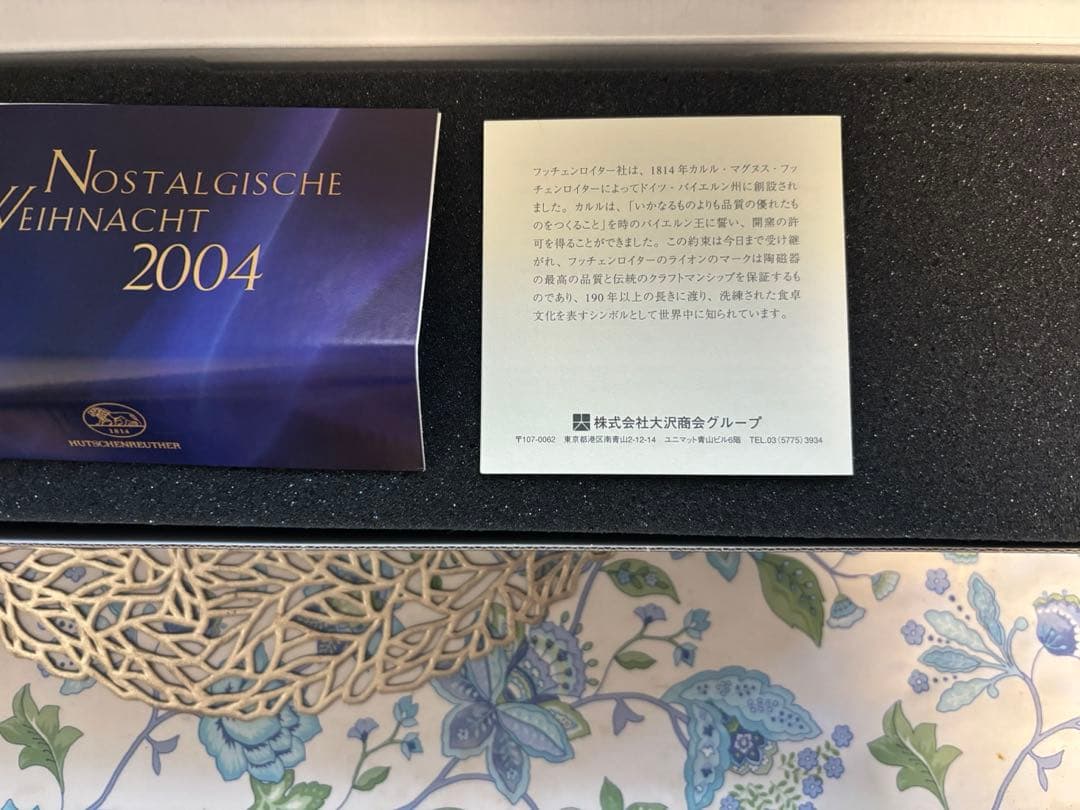 NOSTALGISCHE
WEIHNACHT
2004
1814
HUTSCHENREUTHER
フッチェンロイター社は、1814年カルル・マグヌス・フッ
チェンロイターによってドイツ・バイエルン州に創設され
ました。カルルは、「いかなるものよりも品質の優れたも
のをつくること」を時のバイエルン王に誓い、開窯の許
可を得ることができました。この約束は今日まで受け継
がれ、フッチェンロイターのライオンのマークは陶磁器
の最高の品質と伝統のクラフトマンシップを保証するも
のであり、190年以上の長きに渡り、洗練された食卓
文化を表すシンボルとして世界中に知られています。
株式会社大沢商会グループ
〒107-0062 東京都港区南青山2-12-14 ユニマット青山ビル6階 TEL.03(5775)3934